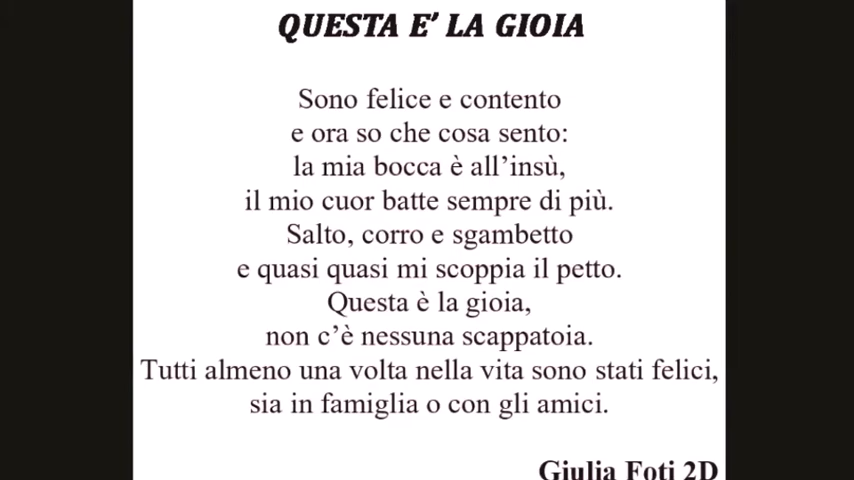 QUESTA E’ LA GIOIA
Sono felice e contento
e ora so che cosa sento:
la mia bocca è all’insù,
il mio cuor batte sempre di più.
Salto, corro e sgambetto
e quasi quasi mi scoppia il petto.
Questa è la gioia,
non c’è nessuna scappatoia.
Tutti almeno una volta nella vita sono stati felici,
sia in famiglia o con gli amici.
Giulia Foti 2D